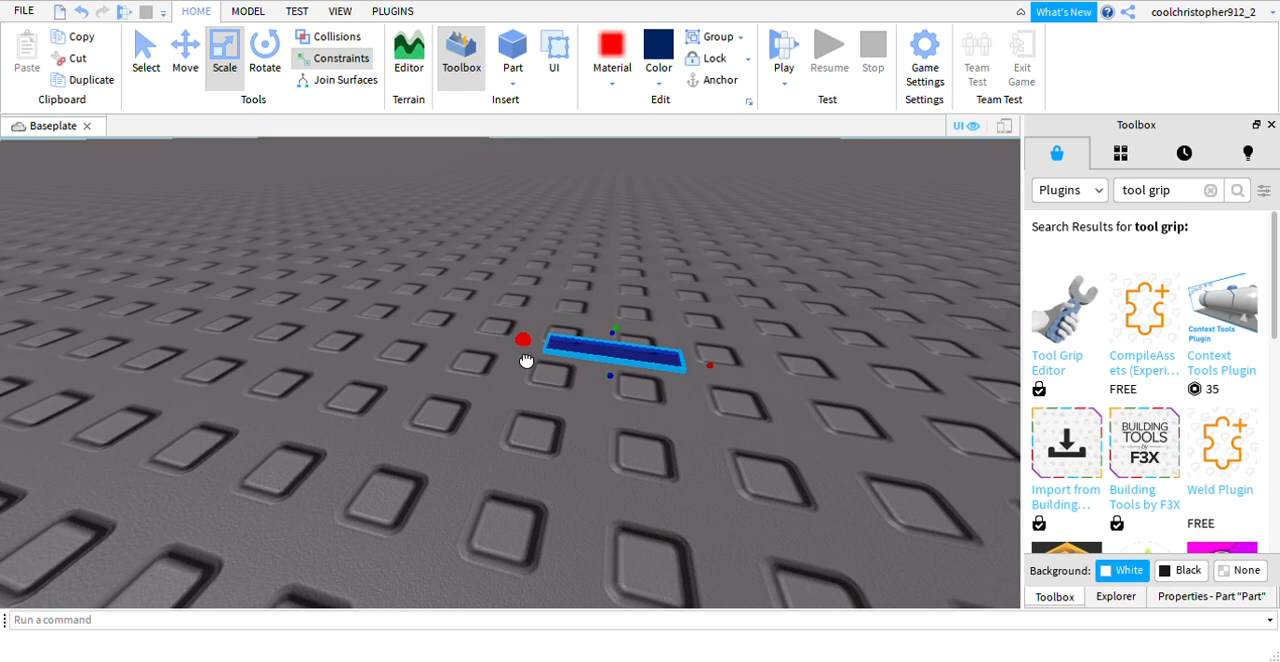 FILE HOME MODEL TEST VIEW PLUGINS What's New coolchristopher912_2
Paste Copy Cut Duplicate
Clipboard
Select Move Scale Rotate Collisions Constraints Join Surfaces
Tools
Editor
Terrain
Toolbox Part UI
Insert
Material Color Group Lock Anchor
Edit
Play Resume Stop
Test
Game Settings
Settings
Team Test Exit Game
Team Test
Baseplate UI
Toolbox
Plugins tool grip
Search Results for tool grip:
Context Tools
Plugin
Tool Grip Editor
CompileAss ets (Experi...
FREE
Context Tools Plugin
35
BUILDING
TOOLS
by
F3X
Import from Building...
Building Tools by F3X
Weld Plugin
FREE
Background: White Black None
Toolbox Explorer Properties - Part "Part"
Run a command